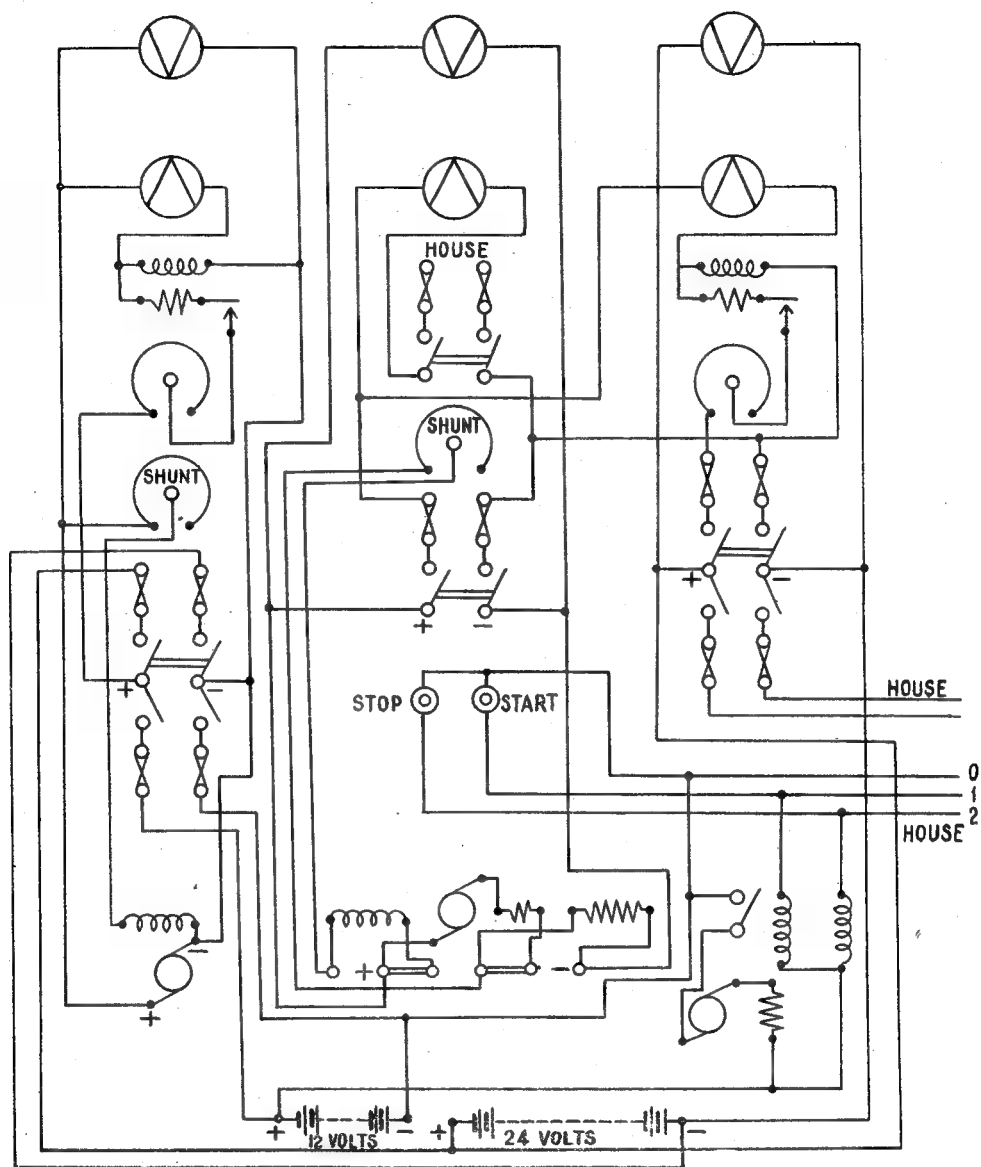 HOUSE
SHUNT
SHUNT
+ -
+ -
+ -
STOP START
HOUSE
0
1
2
HOUSE
+ -
-
+
+ 12 VOLTS -
+ 24 VOLTS -